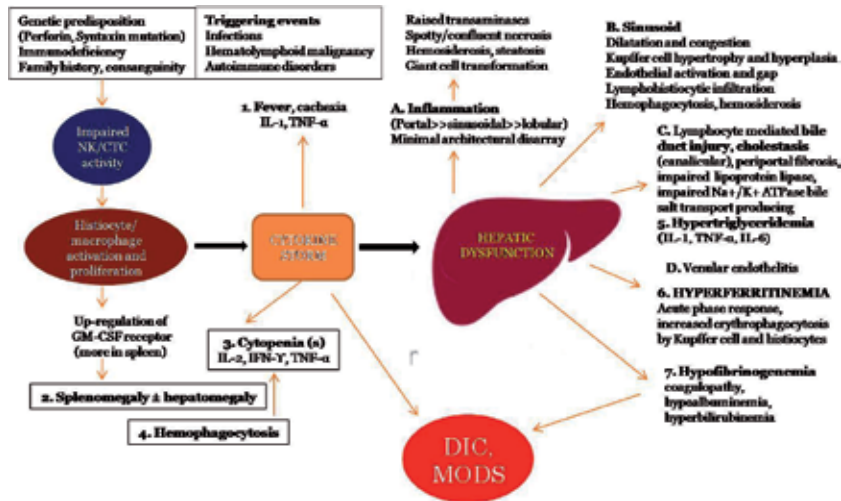 Genetic predisposition
(Perforin, Syntaxin mutation)
Immunodeficiency
Family history, consanguinity
Triggering events
Infections
Hematolymphoid malignancy
Autoimmune disorders
Raised transaminases
Spotty/confluent necrosis
Hemosiderosis, steatosis
Giant cell transformation
B. Sinusoid
Dilatation and congestion
Kupffer cell hypertrophy and hyperplasia
Endothelial activation and gap
Lymphohistiocytic infiltration
Hemophagocytosis, hemosiderosis
1. Fever, cachexia
IL-1, TNF-α
A. Inflammation
(Portal>>sinusoidal>>lobular)
Minimal architectural disarray
Impaired
NK/CTC
activity
C. Lymphocyte mediated bile
duct injury, cholestasis
(canalicular), periportal fibrosis,
impaired lipoprotein lipase,
impaired Na+/K+ ATPase bile
salt transport producing
5. Hypertriglyceridemia
(IL-1, TNF-α, IL-6)
Histiocyte/
macrophage
activation and
proliferation
CYTOKINE
STORM
HEPATIC
DYSFUNCTION
D. Venular endothelitis
6. HYPERFERRITINEMIA
Acute phase response,
increased erythrophagocytosis
by Kupffer cell and histiocytes
Up-regulation of
GM-CSF receptor
(more in spleen)
3. Cytopenia (s)
IL-2, IFN-ϒ, TNF-α
2. Splenomegaly ± hepatomegaly
4. Hemophagocytosis
7. Hypofibrinogenemia
coagulopathy,
hypoalbuminemia,
hyperbilirubinemia
DIC,
MODS